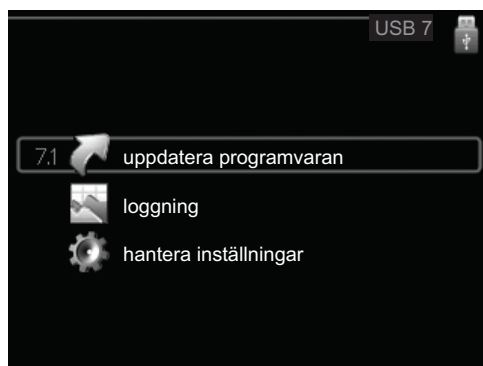 USB 7
7.1 uppdatera programvaran
loggning
hantera inställningar